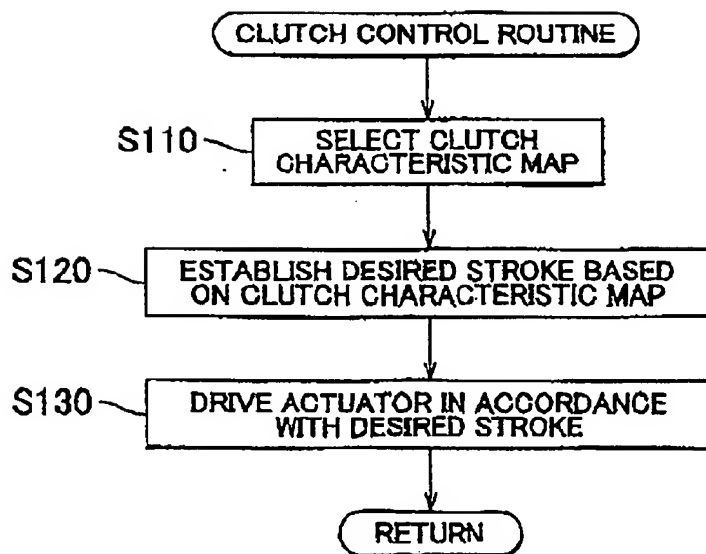 CLUTCH CONTROL ROUTINE
S110
SELECT CLUTCH
CHARACTERISTIC MAP
S120
ESTABLISH DESIRED STROKE BASED
ON CLUTCH CHARACTERISTIC MAP
S130
DRIVE ACTUATOR IN ACCORDANCE
WITH DESIRED STROKE
RETURN